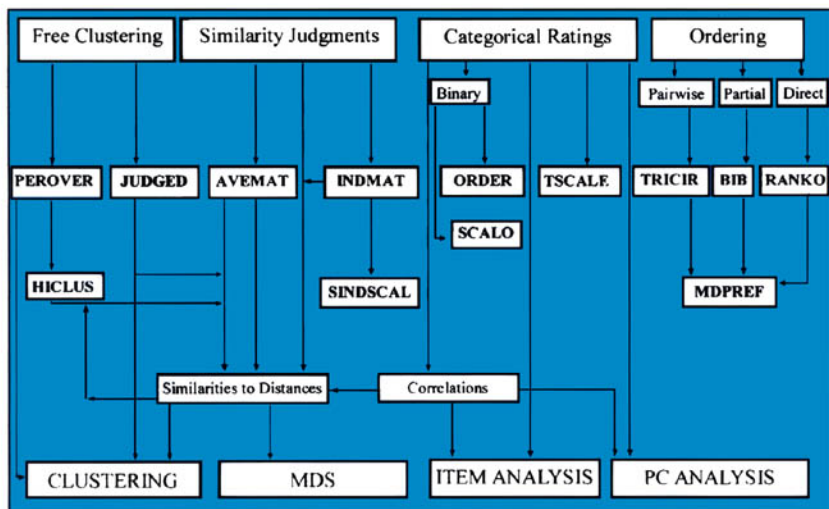 Free Clustering
Similarity Judgments
Categorical Ratings
Ordering
Binary
Pairwise
Partial
Direct
PEROVER
JUDGED
AVEMAT
INDMAT
ORDER
TSCALE
TRICIR
BIB
RANKO
SCALO
HICLUS
SINDSCAL
MDPREF
Similarities to Distances
Correlations
CLUSTERING
MDS
ITEM ANALYSIS
PC ANALYSIS